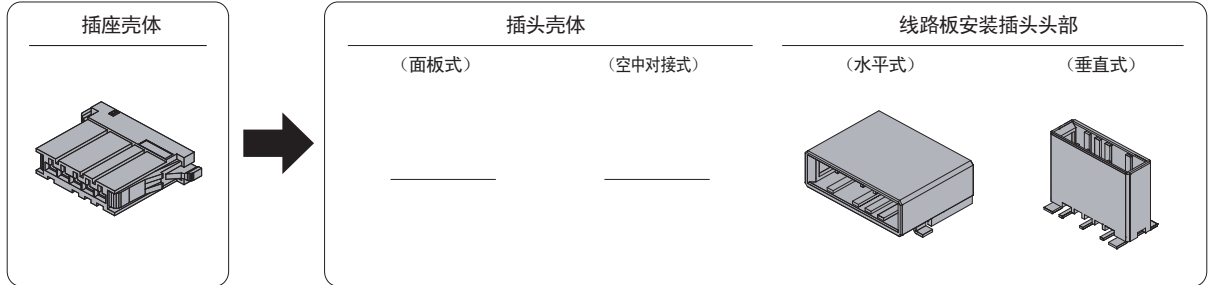 插座壳体
插头壳体
线路板安装插头头部
（面板式）
（空中对接式）
（水平式）
（垂直式）